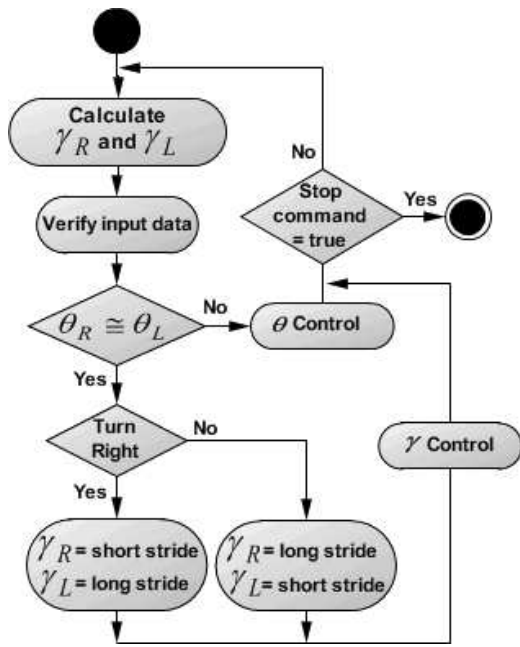 Calculate
γR and γL
No
Stop
command
= true
Yes
Verify input data
θR ≅ θL
No
θ Control
Yes
Turn
Right
No
γ Control
Yes
γR = short stride
γL = long stride
γR = long stride
γL = short stride